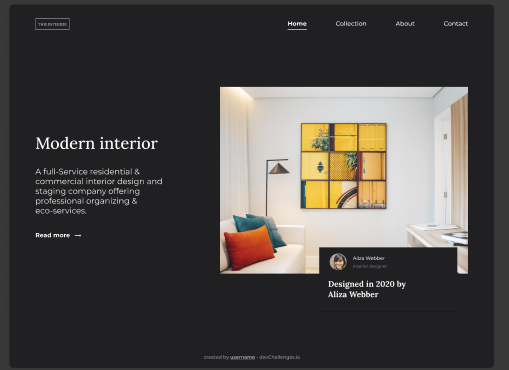 THIS INTERIOR
Home
Collection
About
Contact
Modern interior
A full-Service residential &
commercial interior design and
staging company offering
professional organizing &
eco-services.
Read more →
Aliza Webber
Interior designer
Designed in 2020 by
Aliza Webber
created by username - devChallenges.io